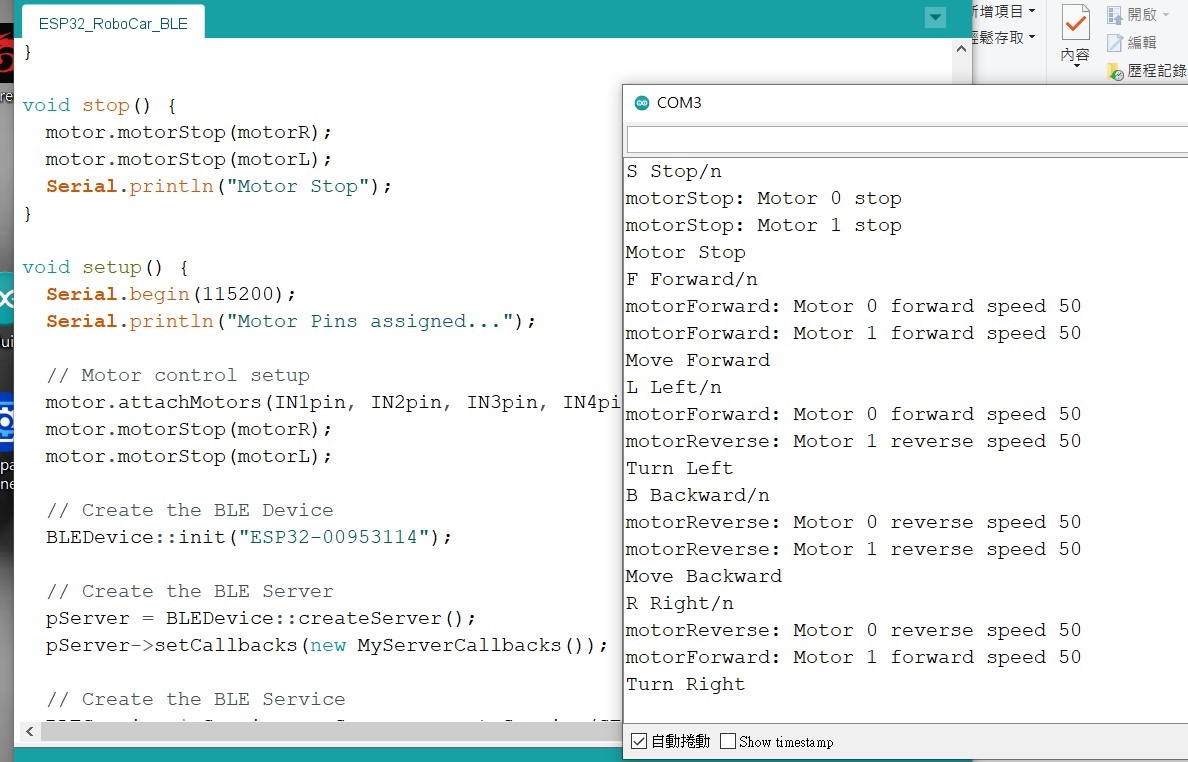 ESP32_RoboCar_BLE
}
void stop() {
motor.motorStop(motorR);
motor.motorStop(motorL);
Serial.println("Motor Stop");
}
void setup() {
Serial.begin(115200);
Serial.println("Motor Pins assigned...");
// Motor control setup
motor.attachMotors(IN1pin, IN2pin, IN3pin, IN4pi
motor.motorStop(motorR);
motor.motorStop(motorL);
// Create the BLE Device
BLEDevice::init("ESP32-00953114");
// Create the BLE Server
pServer = BLEDevice::createServer();
pServer->setCallbacks(new MyServerCallbacks());
// Create the BLE Service
新增項目
輕鬆存取
內容
開啟
編輯
歷程記錄
COM3
S Stop/n
motorStop: Motor 0 stop
motorStop: Motor 1 stop
Motor Stop
F Forward/n
motorForward: Motor 0 forward speed 50
motorForward: Motor 1 forward speed 50
Move Forward
L Left/n
motorForward: Motor 0 forward speed 50
motorReverse: Motor 1 reverse speed 50
Turn Left
B Backward/n
motorReverse: Motor 0 reverse speed 50
motorReverse: Motor 1 reverse speed 50
Move Backward
R Right/n
motorReverse: Motor 0 reverse speed 50
motorForward: Motor 1 forward speed 50
Turn Right
自動捲動
Show timestamp